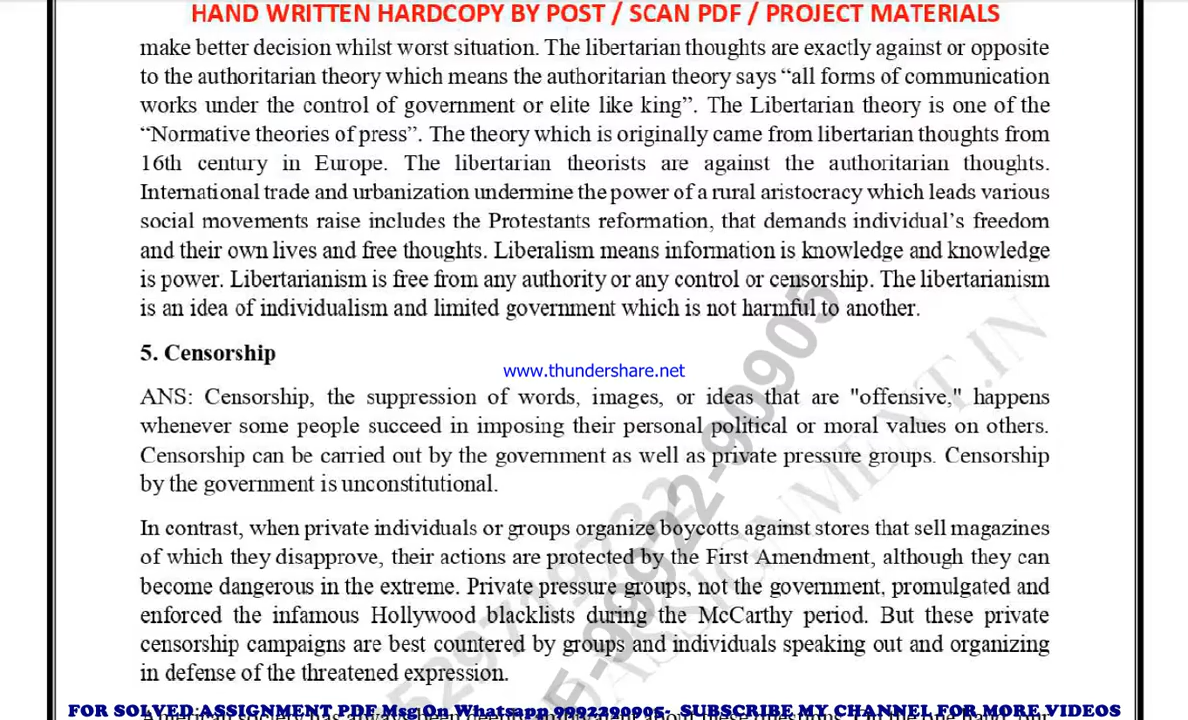 HAND WRITTEN HARDCOPY BY POST / SCAN PDF / PROJECT MATERIALS
make better decision whilst worst situation. The libertarian thoughts are exactly against or opposite
to the authoritarian theory which means the authoritarian theory says “all forms of communication
works under the control of government or elite like king”. The Libertarian theory is one of the
“Normative theories of press”. The theory which is originally came from libertarian thoughts from
16th century in Europe. The libertarian theorists are against the authoritarian thoughts.
International trade and urbanization undermine the power of a rural aristocracy which leads various
social movements raise includes the Protestants reformation, that demands individual’s freedom
and their own lives and free thoughts. Liberalism means information is knowledge and knowledge
is power. Libertarianism is free from any authority or any control or censorship. The libertarianism
is an idea of individualism and limited government which is not harmful to another.
5. Censorship
www.thundershare.net
ANS: Censorship, the suppression of words, images, or ideas that are "offensive," happens
whenever some people succeed in imposing their personal political or moral values on others.
Censorship can be carried out by the government as well as private pressure groups. Censorship
by the government is unconstitutional.
In contrast, when private individuals or groups organize boycotts against stores that sell magazines
of which they disapprove, their actions are protected by the First Amendment, although they can
become dangerous in the extreme. Private pressure groups, not the government, promulgated and
enforced the infamous Hollywood blacklists during the McCarthy period. But these private
censorship campaigns are best countered by groups and individuals speaking out and organizing
in defense of the threatened expression.
FOR SOLVED ASSIGNMENT PDF Msg On Whatsapp 9992290905- SUBSCRIBE MY CHANNEL FOR MORE VIDEOS